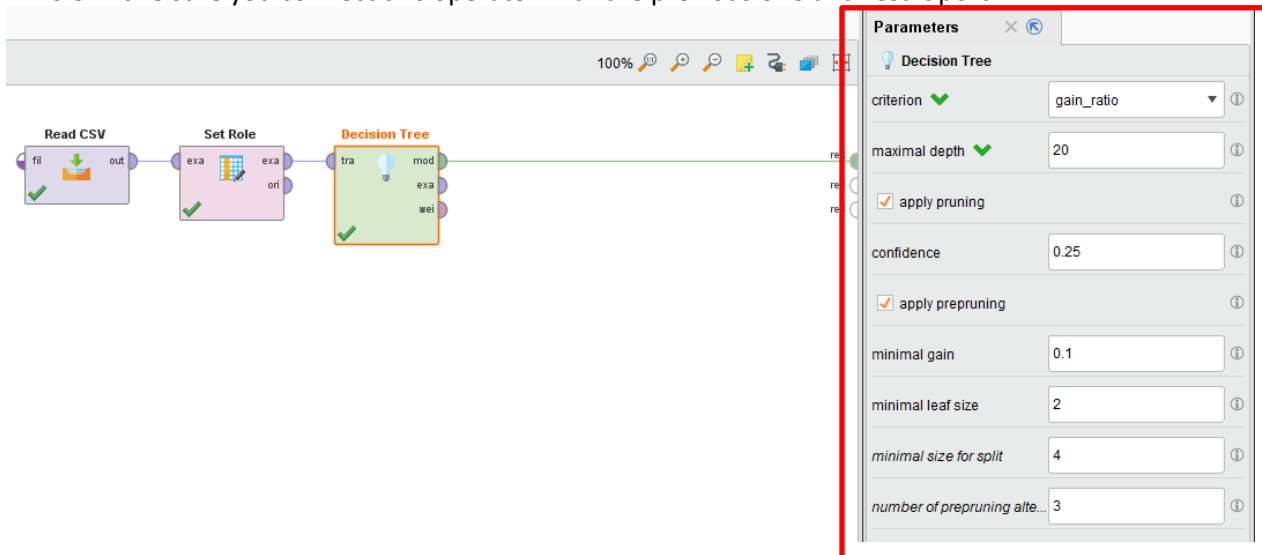 Parameters
Decision Tree
100%
criterion
gain_ratio
maximal depth
20
apply pruning
confidence
0.25
apply prepruning
minimal gain
0.1
minimal leaf size
2
minimal size for split
4
number of prepruning alte...
3
Read CSV
fil out
Set Role
exa exa
ori
Decision Tree
tra mod
exa
wei